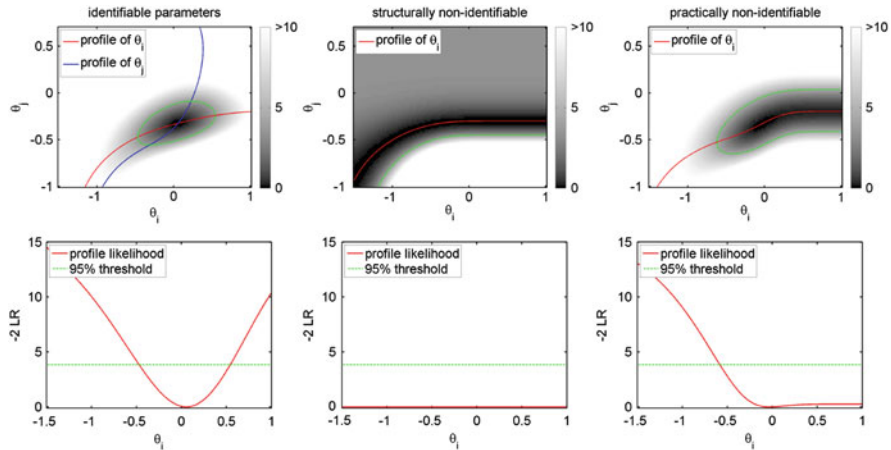 identifiable parameters
structurally non-identifiable
practically non-identifiable
profile of θi
profile of θj
0.5
0
-0.5
-1
θj
-1
0
1
θi
>10
5
0
profile of θi
0.5
0
-0.5
-1
-1
0
1
θi
>10
5
0
profile of θi
0.5
0
-0.5
-1
θj
-1
0
1
θi
>10
5
0
profile likelihood
95% threshold
15
10
5
0
-2 LR
-1.5
-1
-0.5
0
0.5
1
θi
profile likelihood
95% threshold
15
10
5
0
-2 LR
-1.5
-1
-0.5
0
0.5
1
θi
profile likelihood
95% threshold
15
10
5
0
-2 LR
-1.5
-1
-0.5
0
0.5
1
θi